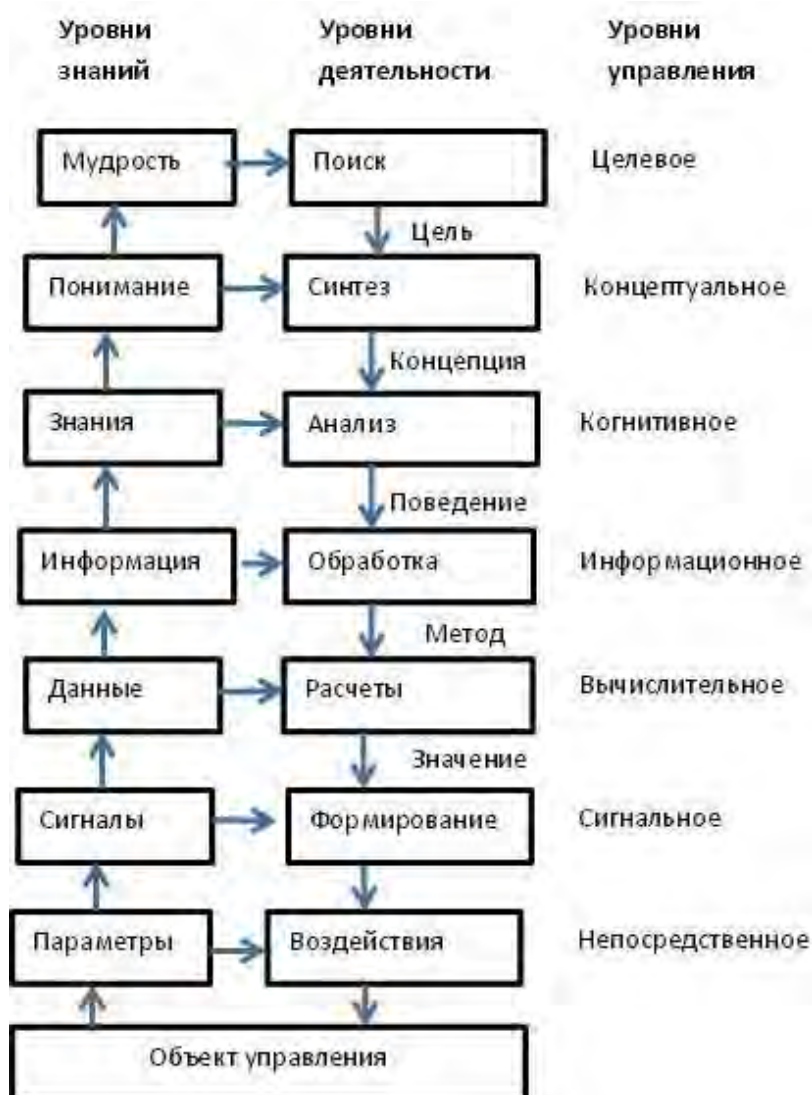 Уровни знаний
Уровни деятельности
Уровни управления
Мудрость
Поиск
Целевое
Цель
Понимание
Синтез
Концептуальное
Концепция
Знания
Анализ
Когнитивное
Поведение
Информация
Обработка
Информационное
Метод
Данные
Расчеты
Вычислительное
Значение
Сигналы
Формирование
Сигнальное
Параметры
Воздействия
Непосредственное
Объект управления